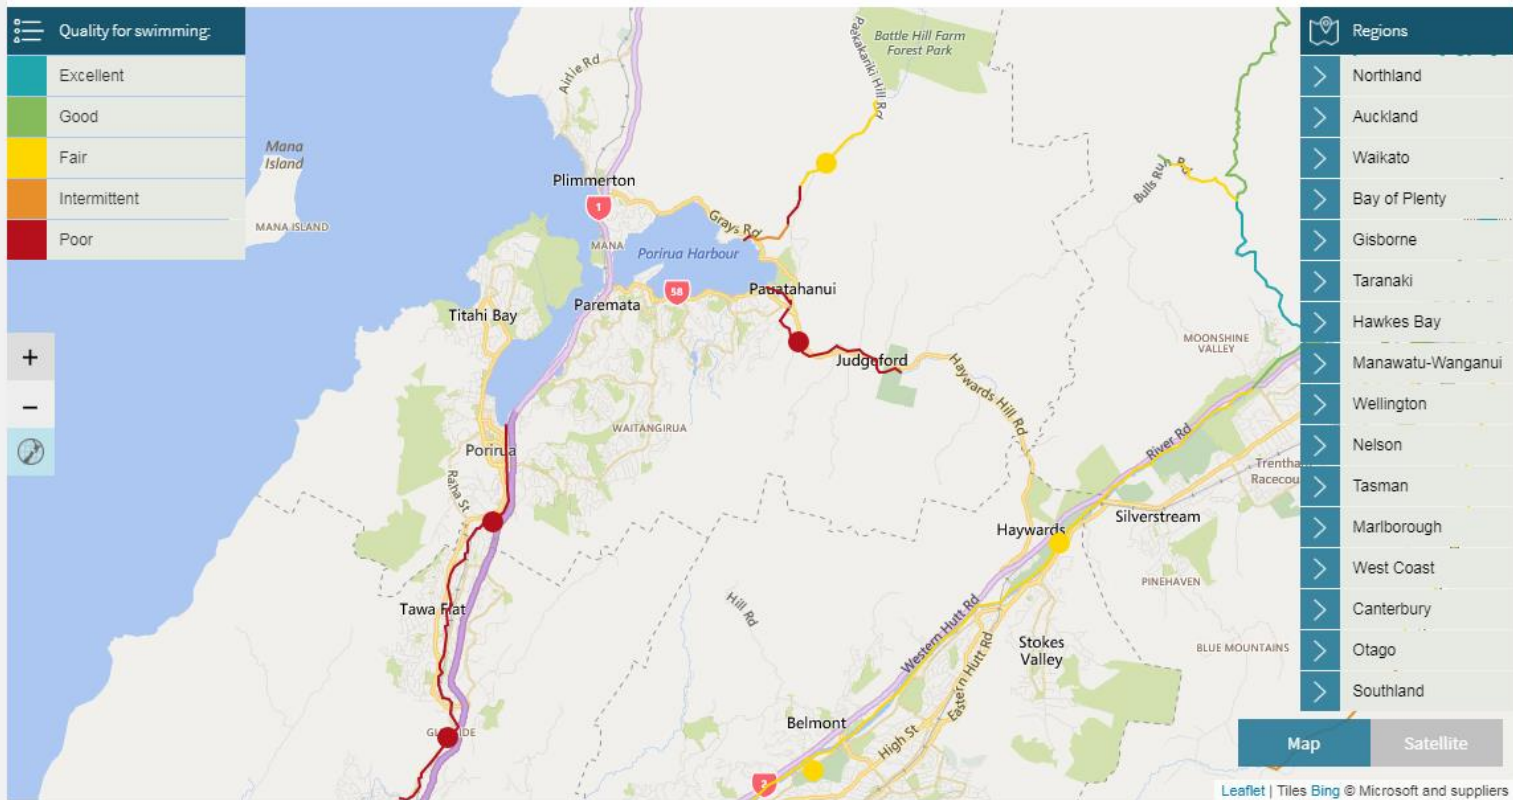 Quality for swimming:
Excellent
Good
Fair
Intermittent
Poor
+
−
Regions
Northland
Auckland
Waikato
Bay of Plenty
Gisborne
Taranaki
Hawkes Bay
Manawatu-Wanganui
Wellington
Nelson
Tasman
Marlborough
West Coast
Canterbury
Otago
Southland
Map
Satellite
Battle Hill Farm
Forest Park
Paekakariki Hill Rd
Airlie Rd
Mana
Island
MANA ISLAND
Plimmerton
1
Grays Rd
MANA
Porirua Harbour
58
Pauatahanui
Paremata
Titahi Bay
Bulls Run Rd
MOONSHINE
VALLEY
Judgeford
Haywards Hill Rd
WAITANGIRUA
Porirua
Raiha St
River Rd
Silverstream
Haywards
PINEHAVEN
Tawa Flat
Hill Rd
Western Hutt Rd
Eastern Hutt Rd
Stokes
Valley
BLUE MOUNTAINS
Belmont
High St
2
Leaflet | Tiles Bing © Microsoft and suppliers